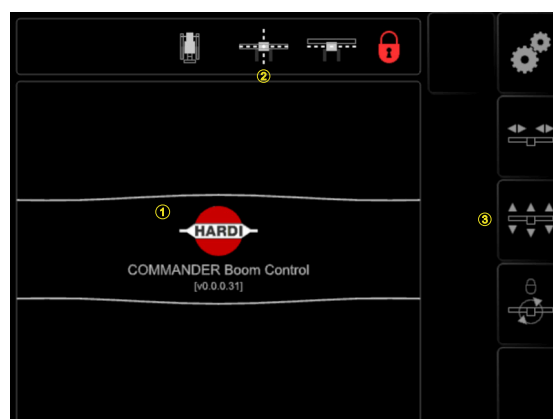 ②
①
HARDI
③
COMMANDER Boom Control
[v0.0.0.31]